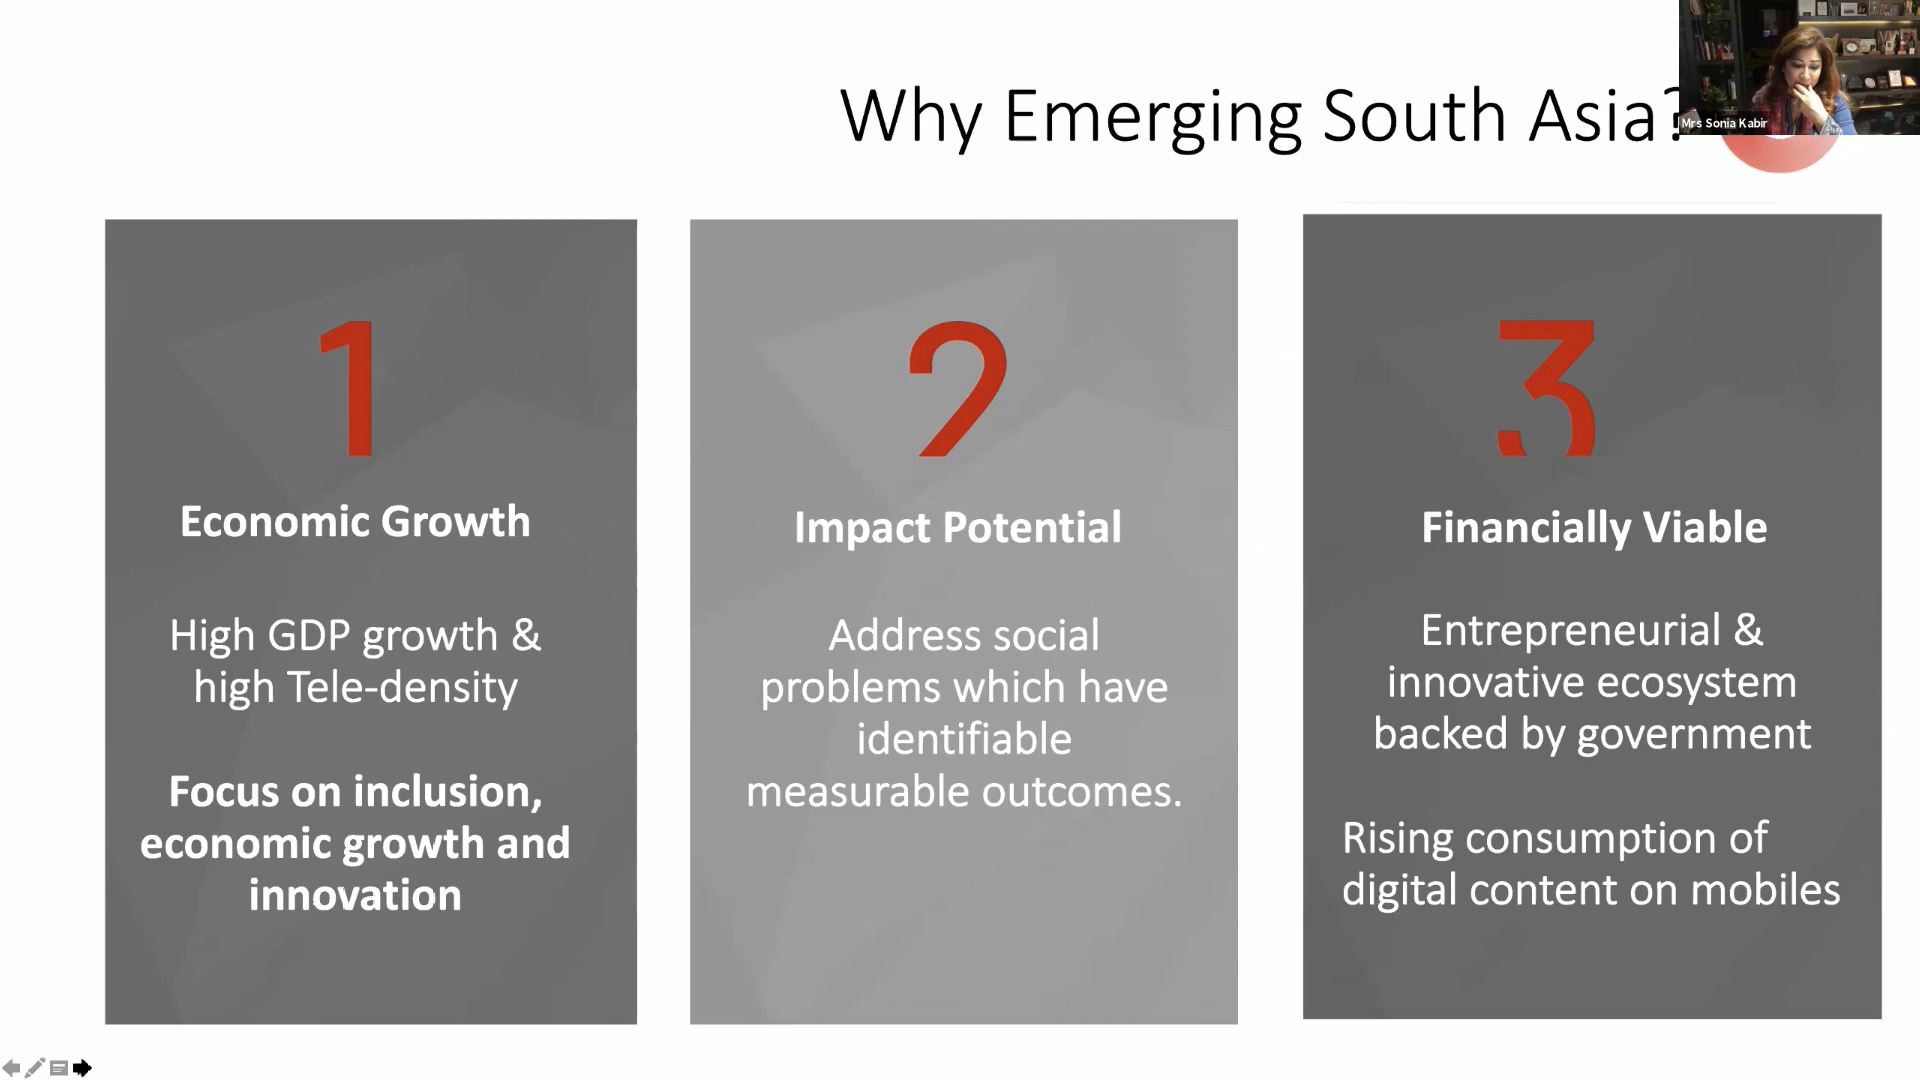 Why Emerging South Asia?
Mrs Sonia Kabir
1
Economic Growth
High GDP growth &
high Tele-density
Focus on inclusion,
economic growth and
innovation
2
Impact Potential
Address social
problems which have
identifiable
measurable outcomes.
3
Financially Viable
Entrepreneurial &
innovative ecosystem
backed by government
Rising consumption of
digital content on mobiles